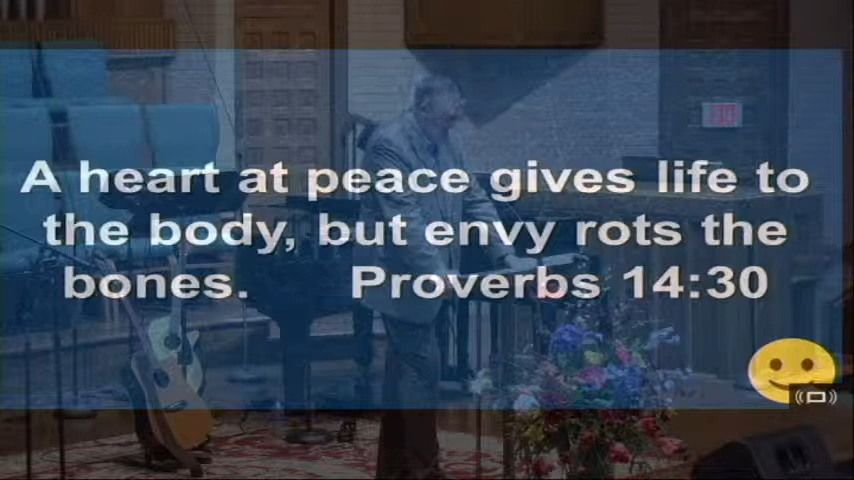 A heart at peace gives life to
the body, but envy rots the
bones. Proverbs 14:30